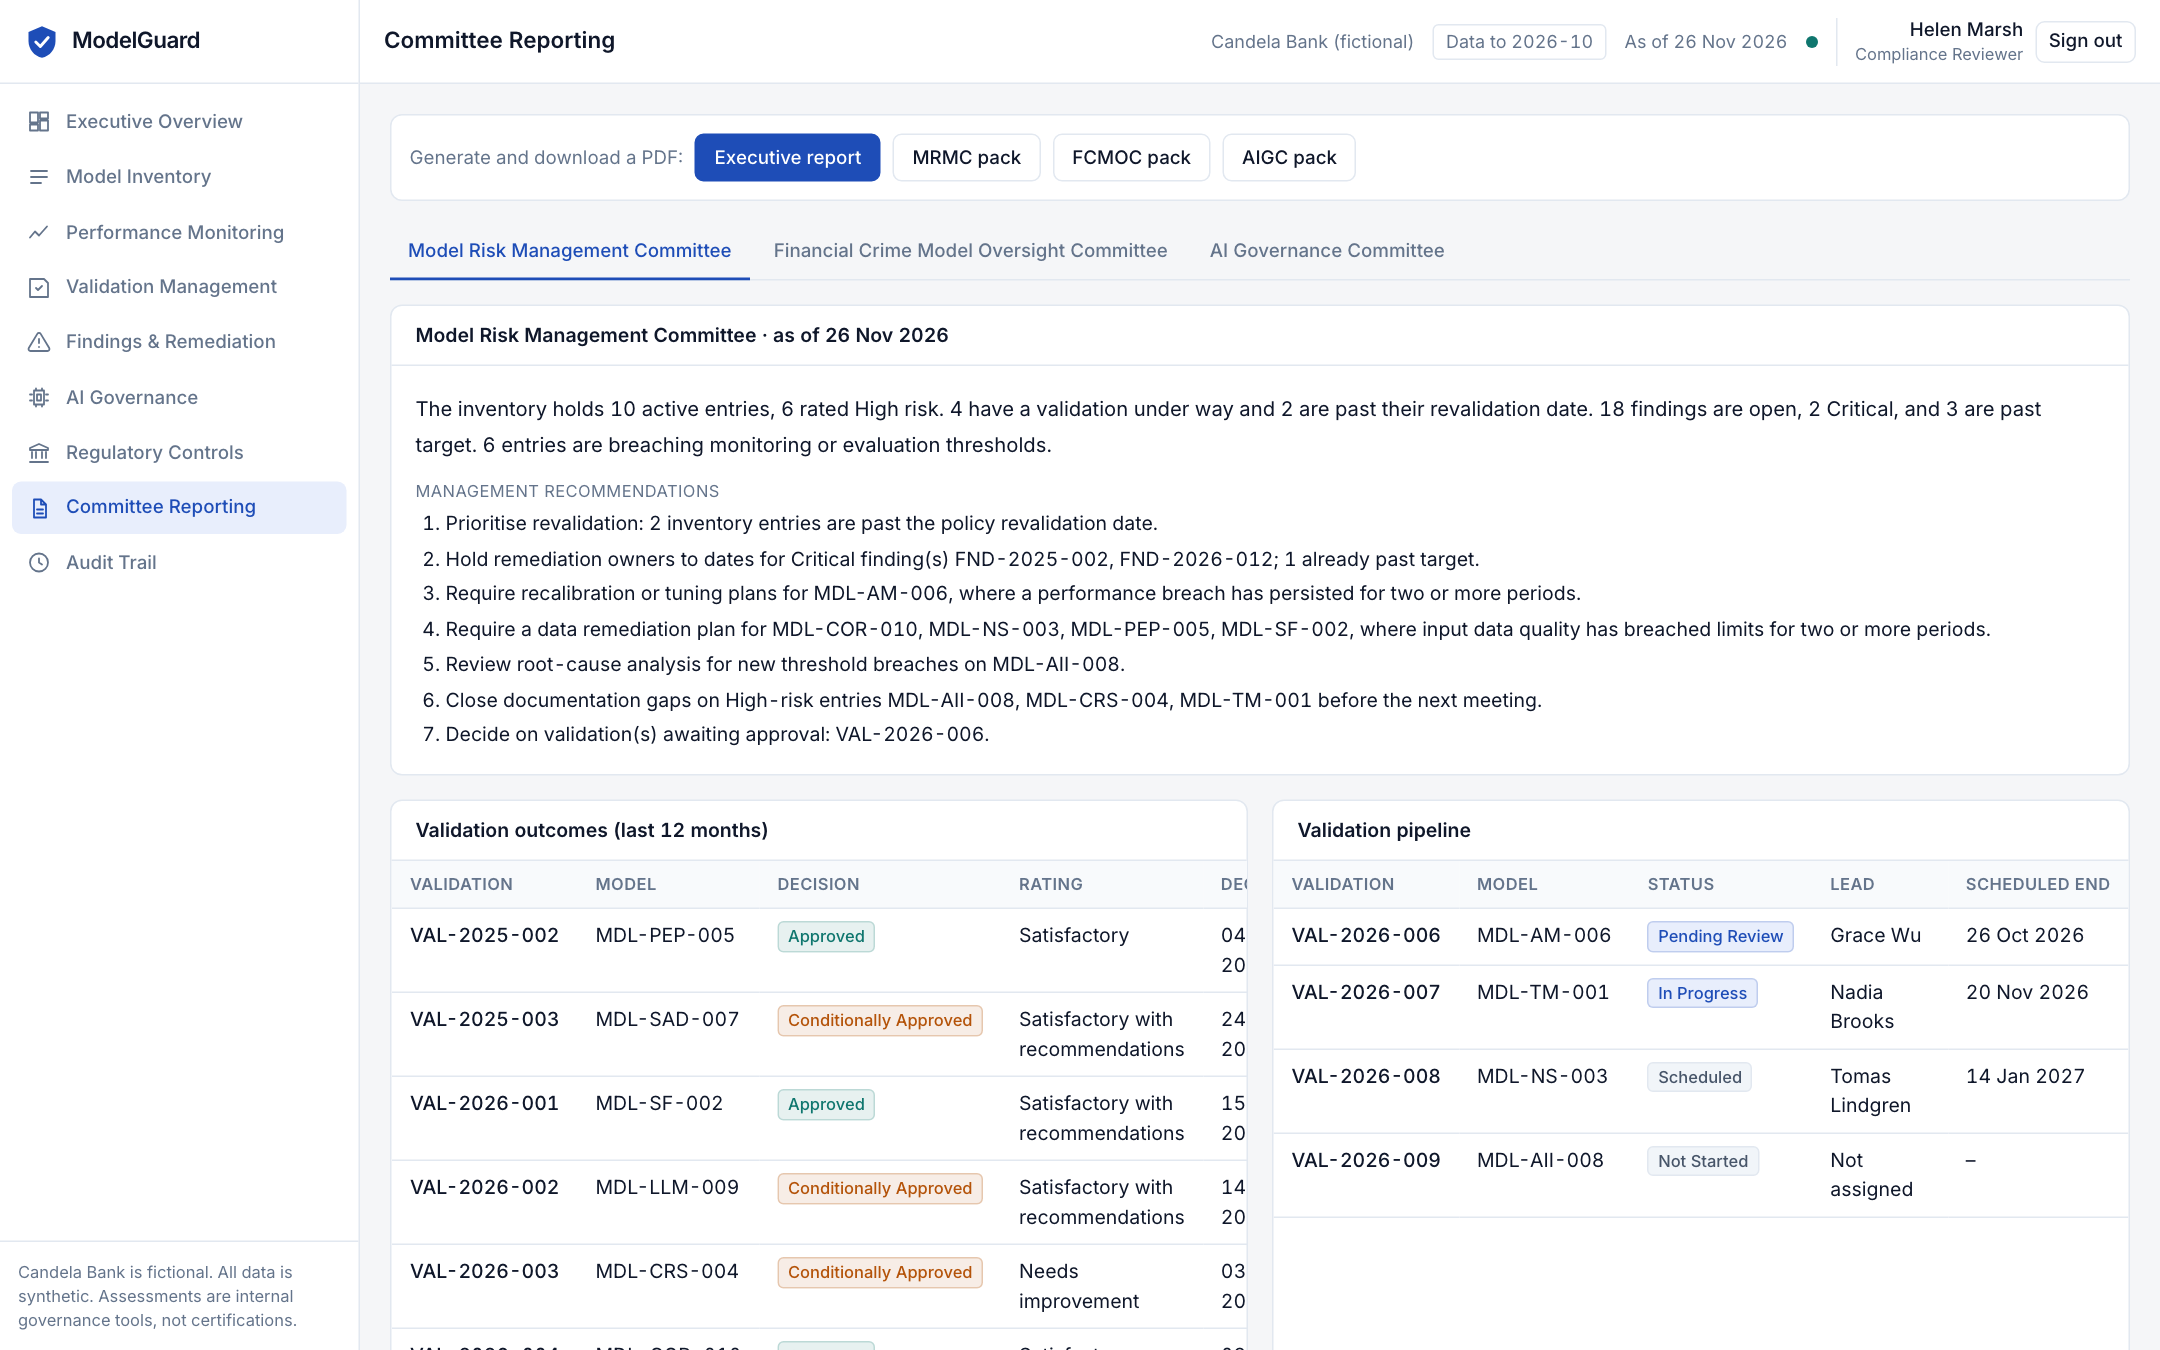 ModelGuard
Committee Reporting
Candela Bank (fictional)
Data to 2026-10
As of 26 Nov 2026
Helen Marsh
Compliance Reviewer
Sign out
Executive Overview
Model Inventory
Performance Monitoring
Validation Management
Findings & Remediation
AI Governance
Regulatory Controls
Committee Reporting
Audit Trail
Candela Bank is fictional. All data is
synthetic. Assessments are internal
governance tools, not certifications.
Generate and download a PDF:
Executive report
MRMC pack
FCMOC pack
AIGC pack
Model Risk Management Committee
Financial Crime Model Oversight Committee
AI Governance Committee
Model Risk Management Committee · as of 26 Nov 2026
The inventory holds 10 active entries, 6 rated High risk. 4 have a validation under way and 2 are past their revalidation date. 18 findings are open, 2 Critical, and 3 are past
target. 6 entries are breaching monitoring or evaluation thresholds.
MANAGEMENT RECOMMENDATIONS
1. Prioritise revalidation: 2 inventory entries are past the policy revalidation date.
2. Hold remediation owners to dates for Critical finding(s) FND-2025-002, FND-2026-012; 1 already past target.
3. Require recalibration or tuning plans for MDL-AM-006, where a performance breach has persisted for two or more periods.
4. Require a data remediation plan for MDL-COR-010, MDL-NS-003, MDL-PEP-005, MDL-SF-002, where input data quality has breached limits for two or more periods.
5. Review root-cause analysis for new threshold breaches on MDL-AII-008.
6. Close documentation gaps on High-risk entries MDL-AII-008, MDL-CRS-004, MDL-TM-001 before the next meeting.
7. Decide on validation(s) awaiting approval: VAL-2026-006.
Validation outcomes (last 12 months)
VALIDATION MODEL DECISION RATING
VAL-2025-002 MDL-PEP-005 Approved Satisfactory 04
20
VAL-2025-003 MDL-SAD-007 Conditionally Approved Satisfactory with 24
recommendations 20
VAL-2026-001 MDL-SF-002 Approved Satisfactory with 15
recommendations 20
VAL-2026-002 MDL-LLM-009 Conditionally Approved Satisfactory with 14
recommendations 20
VAL-2026-003 MDL-CRS-004 Conditionally Approved Needs 03
improvement 20
Validation pipeline
VALIDATION MODEL STATUS LEAD SCHEDULED END
VAL-2026-006 MDL-AM-006 Pending Review Grace Wu 26 Oct 2026
VAL-2026-007 MDL-TM-001 In Progress Nadia 20 Nov 2026
Brooks
VAL-2026-008 MDL-NS-003 Scheduled Tomas 14 Jan 2027
Lindgren
VAL-2026-009 MDL-AII-008 Not Started Not –
assigned